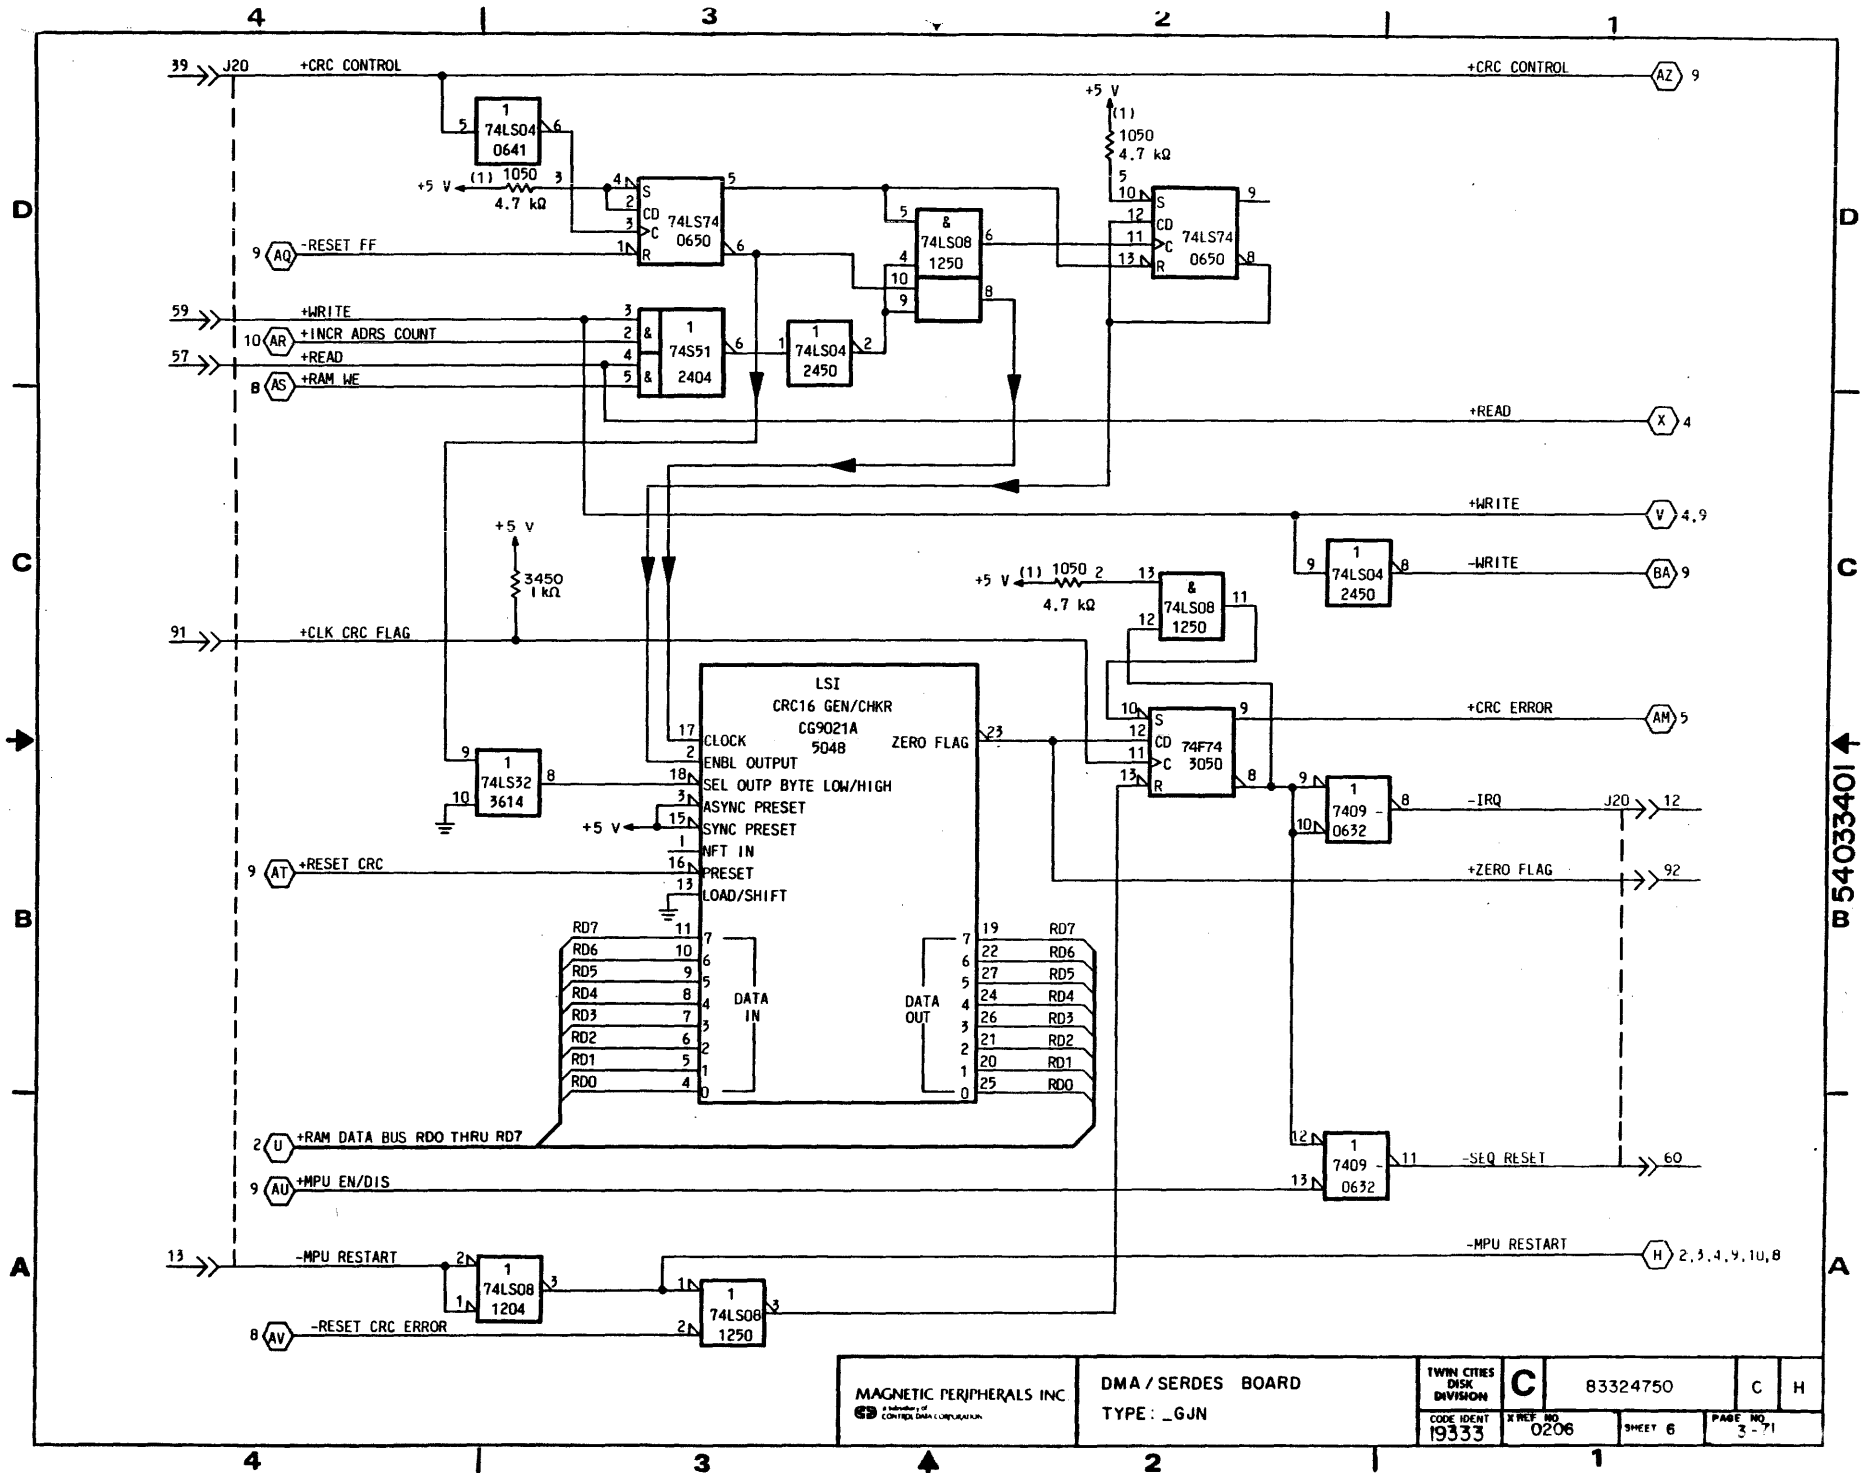 4 3 2 1
39 J20 +CRC CONTROL +CRC CONTROL AZ 9
+5 V
(1)
1050
4.7 kΩ
5
1
5 74LS04 6
0641
+5 V (1) 1050 3
4.7 kΩ
4 S 5
2 CD
3 C 74LS74
0650 6
1 R
9 AQ -RESET FF
5 &
74LS08 6
4 1250
10
9 8
10 S 9
12 CD
11 C 74LS74
13 R 0650 8
D D
59 +WRITE 3
10 AR +INCR ADRS COUNT 2 & 1
57 +READ 4 74S51 6
8 AS +RAM WE 5 & 2404
1
1 74LS04 2
2450
+READ X 4
+WRITE V 4,9
1
9 74LS04 8 -WRITE BA 9
2450
C C
+5 V
3450
1 kΩ
+5 V (1) 1050 2 13
4.7 kΩ
&
74LS08 11
12 1250
91 +CLK CRC FLAG
LSI
CRC16 GEN/CHKR
CG9021A
5048
17 CLOCK ZERO FLAG 23
2 ENBL OUTPUT
18 SEL OUTP BYTE LOW/HIGH
3 ASYNC PRESET
+5 V 15 SYNC PRESET
1 NFT IN
16 PRESET
13 LOAD/SHIFT
9 1
74LS32 8
10 3614
9 AT +RESET CRC
10 S 9 +CRC ERROR AM 5
12 CD 74F74
11 C 3050
13 R 8
9 1
7409 - 8 -IRQ J20 12
10 0632
+ZERO FLAG 92
B B
54033401
RD7 11 7 7 19 RD7
RD6 10 6 6 22 RD6
RD5 9 5 5 27 RD5
RD4 8 4 DATA IN DATA OUT 4 24 RD4
RD3 7 3 3 26 RD3
RD2 6 2 2 21 RD2
RD1 5 1 1 20 RD1
RD0 4 0 0 25 RD0
2 U +RAM DATA BUS RD0 THRU RD7
9 AU +MPU EN/DIS
12 1
7409 - 11 -SEQ RESET 60
13 0632
A A
13 -MPU RESTART
2 1
74LS08 3
1 1204
-MPU RESTART H 2,3,4,9,10,8
1 1
74LS08 3
2 1250
8 AV -RESET CRC ERROR
MAGNETIC PERIPHERALS INC
a subsidiary of
CONTROL DATA CORPORATION
DMA/SERDES BOARD
TYPE: _GJN
TWIN CITIES
DISK
DIVISION
C 83324750 C H
CODE IDENT
19333
X REF NO
0206
SHEET 6
PAGE NO
3-71
4 3 2 1